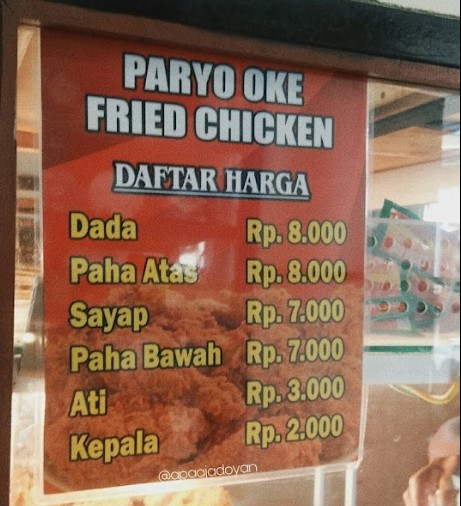 PARYO OKE
FRIED CHICKEN
DAFTAR HARGA
Dada Rp. 8.000
Paha Atas Rp. 8.000
Sayap Rp. 7.000
Paha Bawah Rp. 7.000
Ati Rp. 3.000
Kepala Rp. 2.000
@apaajadoyan